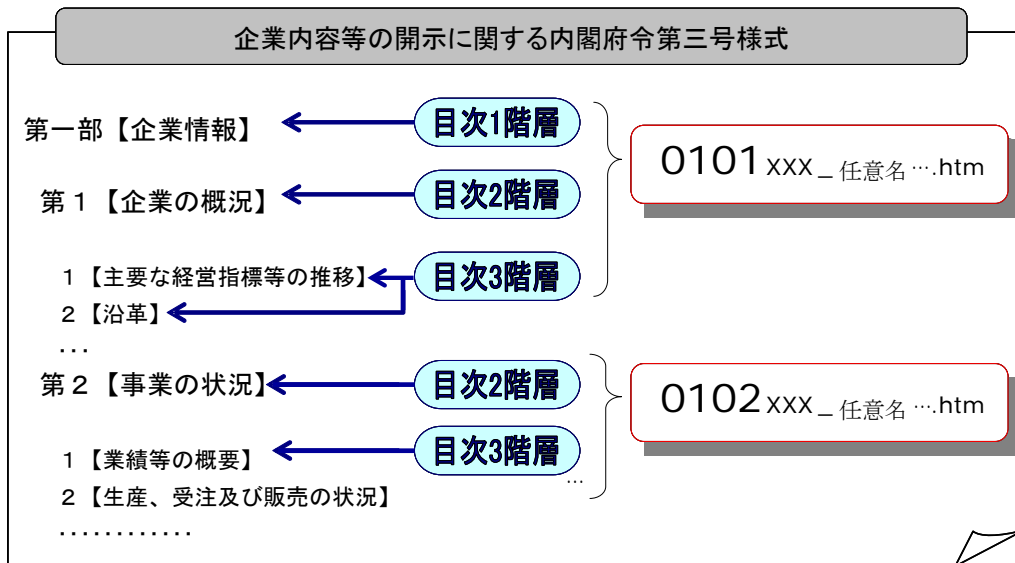 企業内容等の開示に関する内閣府令第三号様式
第一部【企業情報】
目次1階層
第１【企業の概況】
目次2階層
0101xxx_任意名….htm
１【主要な経営指標等の推移】
目次3階層
２【沿革】
...
第２【事業の状況】
目次2階層
0102xxx_任意名….htm
１【業績等の概要】
目次3階層
…
２【生産、受注及び販売の状況】
............